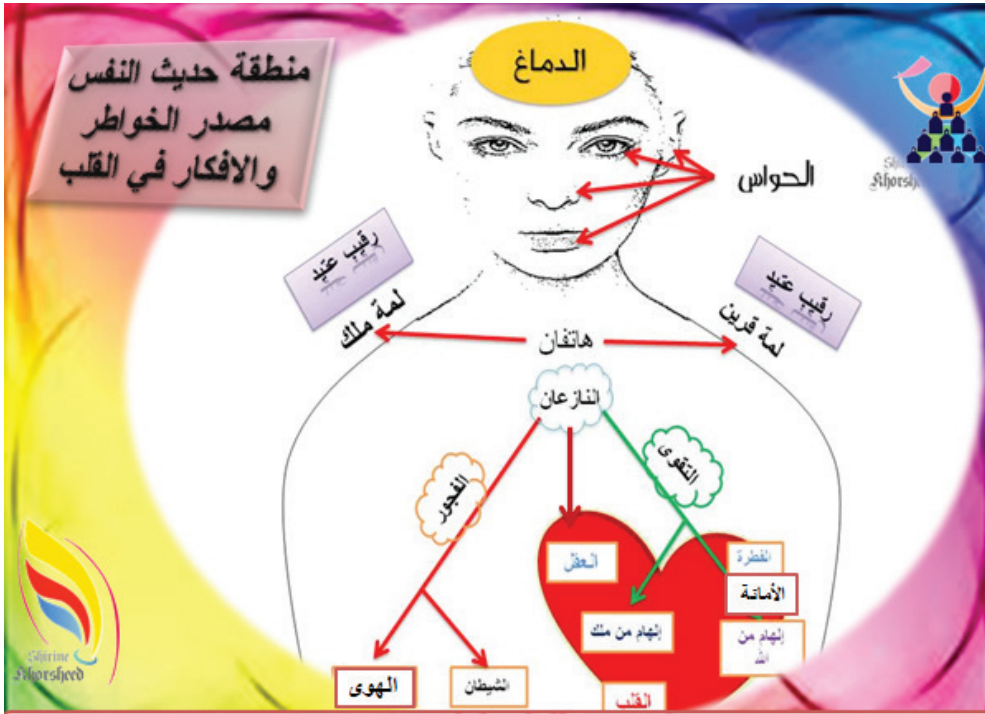 منطقة حديث النفس
مصدر الخواطر
والافكار في القلب
الدماغ
الحواس
Khorsh
رقيب عتيد
لمة ملك
رقيب عتيد
لمة قرين
هاتفان
النازعان
الفجور
التقوى
العقل
الفطرة
الأمانة
إلهام من ملك
إلهام من
الله
الهوى
الشيطان
القلب
Shirine
Khorsheed